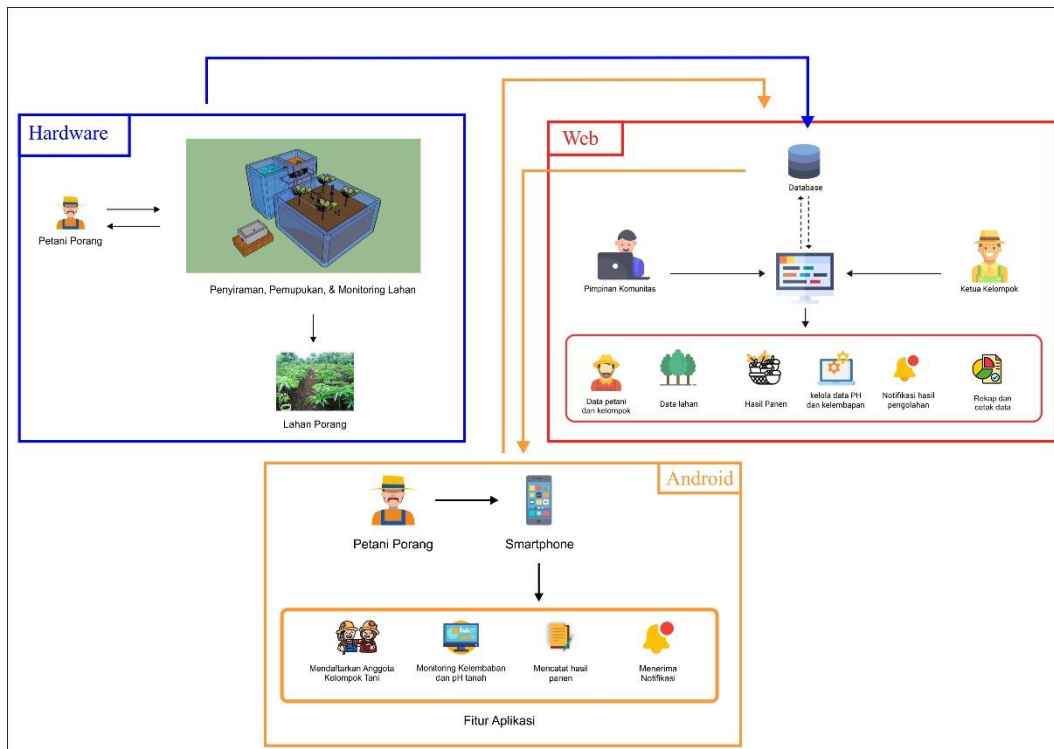 Hardware
Petani Porang
Penyiraman, Pemupukan, & Monitoring Lahan
Lahan Porang
Web
Database
Pimpinan Komunitas
Ketua Kelompok
Data petani
dan kelompok
Data lahan
Hasil Panen
kelola data PH
dan kelembapan
Notifikasi hasil
pengolahan
Rekap dan
cetak data
Android
Petani Porang
Smartphone
Mendaftarkan Anggota
Kelompok Tani
Monitoring Kelembaban
dan pH tanah
Mencatat hasil
panen
Menerima
Notifikasi
Fitur Aplikasi